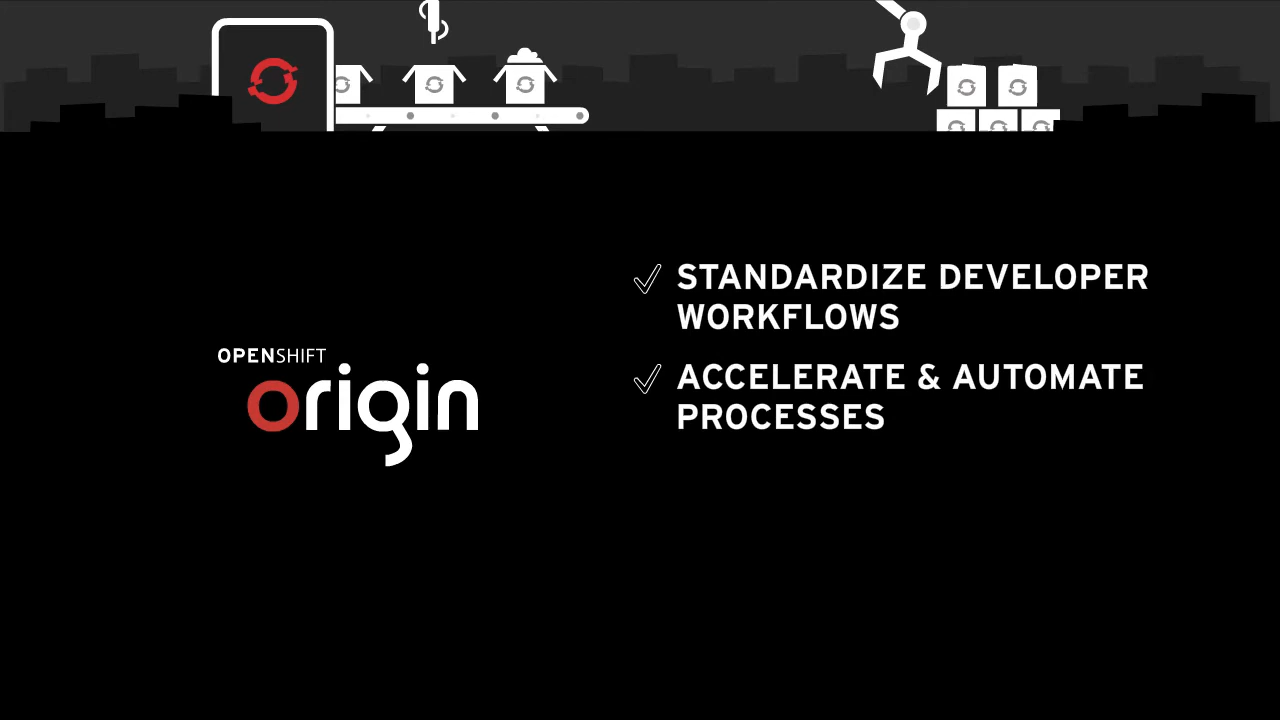 STANDARDIZE DEVELOPER
WORKFLOWS
OPENSHIFT
origin
ACCELERATE & AUTOMATE
PROCESSES